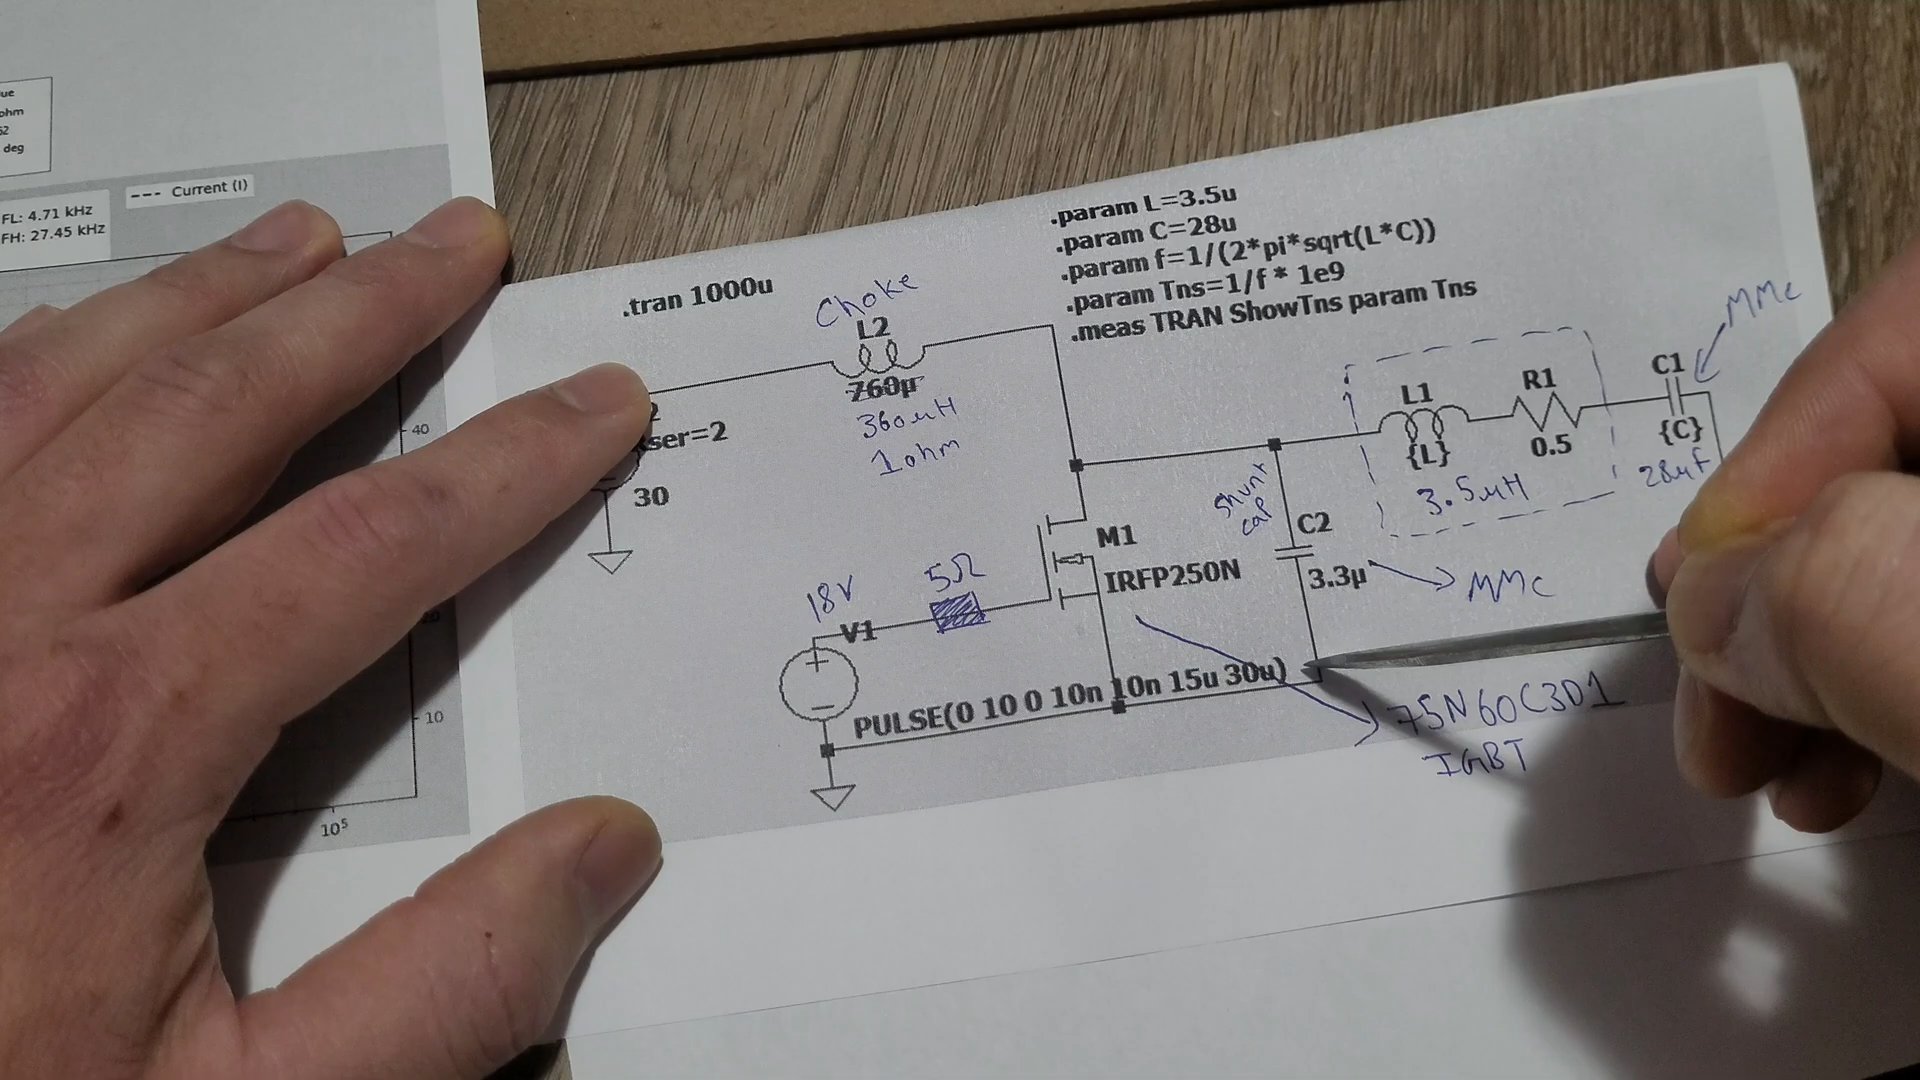 ue
ohm
62
deg
Current (I)
FL: 4.71 kHz
FH: 27.45 kHz
40
20
10
10⁵
.tran 1000u
.param L=3.5u
.param C=28u
.param f=1/(2*pi*sqrt(L*C))
.param Tns=1/f * 1e9
.meas TRAN ShowTns param Tns
Choke
L2
760µ
360uH
1ohm
2
ser=2
30
MMC
C1
{C}
28uF
R1
0.5
L1
{L}
3.5uH
shunt
cap
C2
3.3µ
MMC
M1
IRFP250N
5Ω
18V
V1
PULSE(0 10 0 10n 10n 15u 30u)
75N60C3D1
IGBT